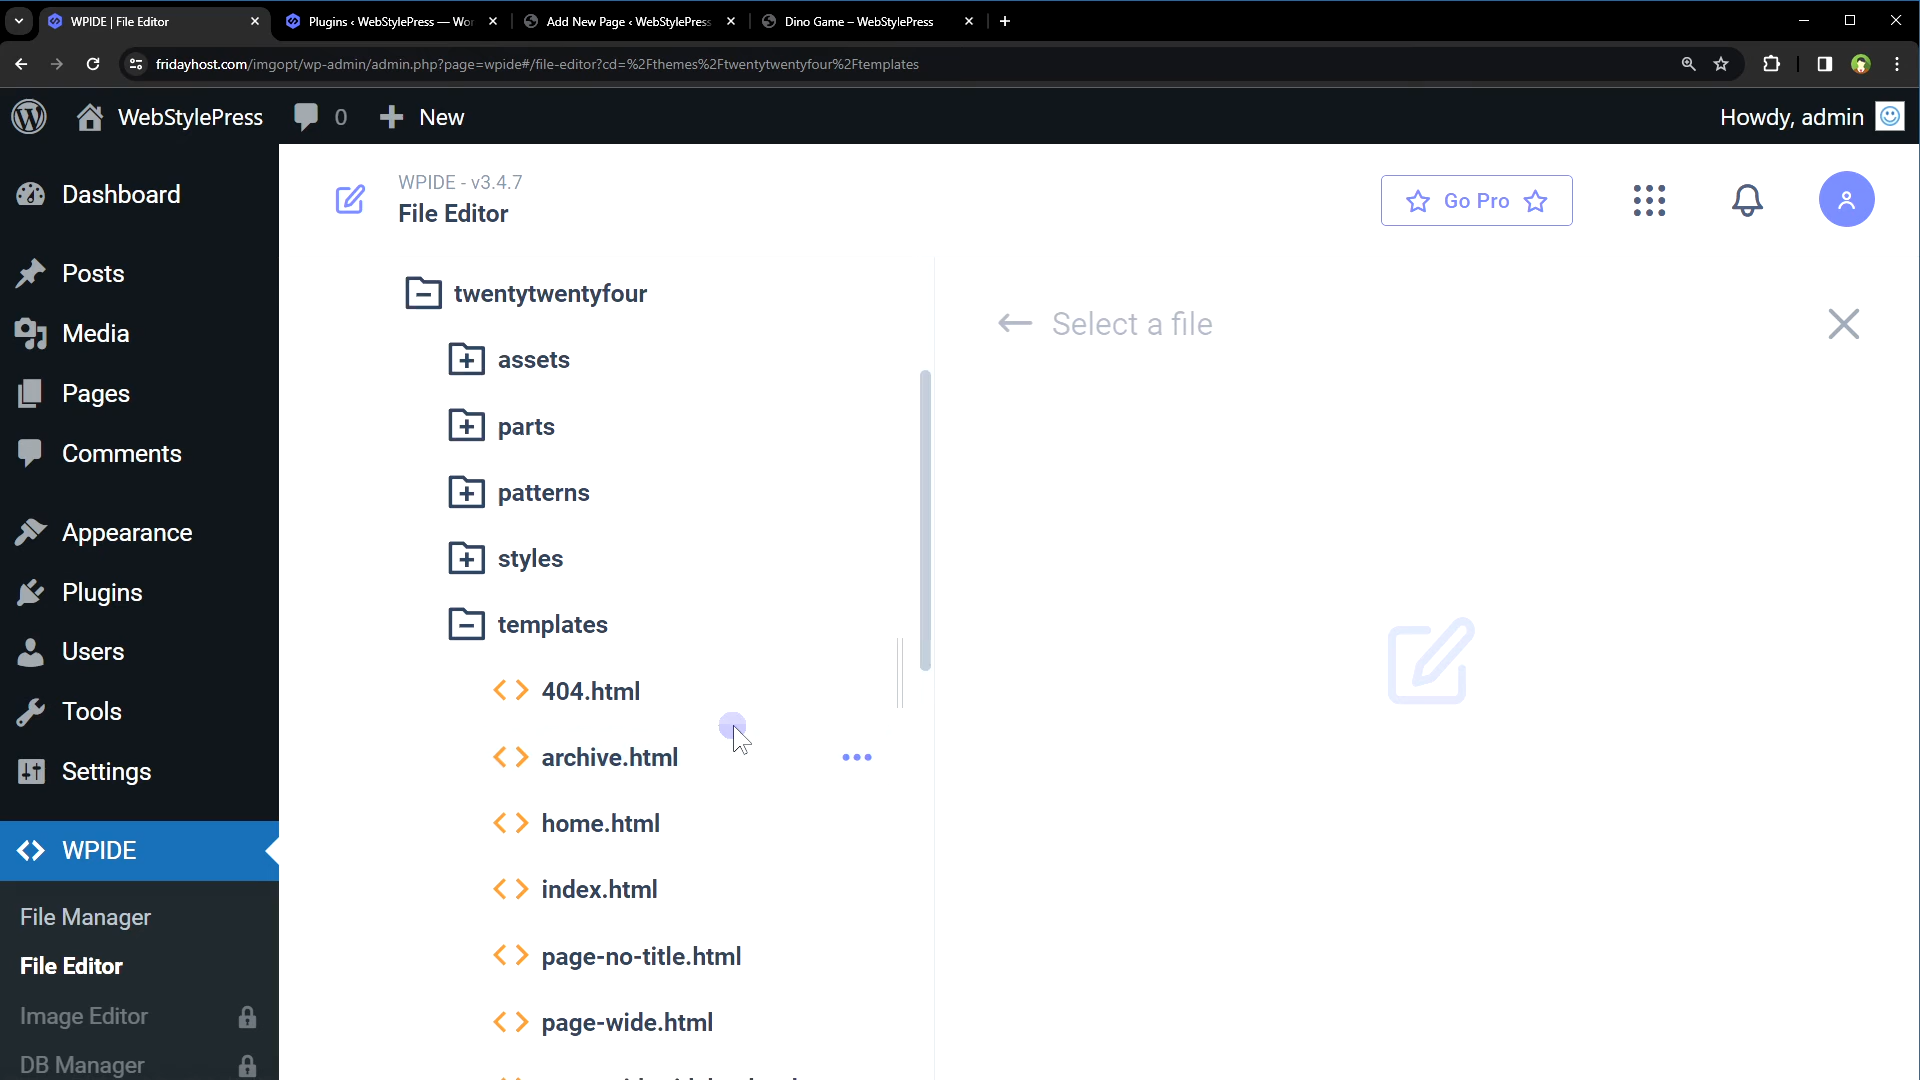 WPIDE | File Editor
Plugins ‹ WebStylePress — Wor
Add New Page ‹ WebStylePress
Dino Game – WebStylePress
fridayhost.com/imgopt/wp-admin/admin.php?page=wpide#/file-editor?cd=%2Fthemes%2Ftwentytwentyfour%2Ftemplates
WebStylePress
0
New
Howdy, admin
Dashboard
Posts
Media
Pages
Comments
Appearance
Plugins
Users
Tools
Settings
WPIDE
File Manager
File Editor
Image Editor
DB Manager
WPIDE - v3.4.7
File Editor
Go Pro
twentytwentyfour
assets
parts
patterns
styles
templates
404.html
archive.html
home.html
index.html
page-no-title.html
page-wide.html
Select a file